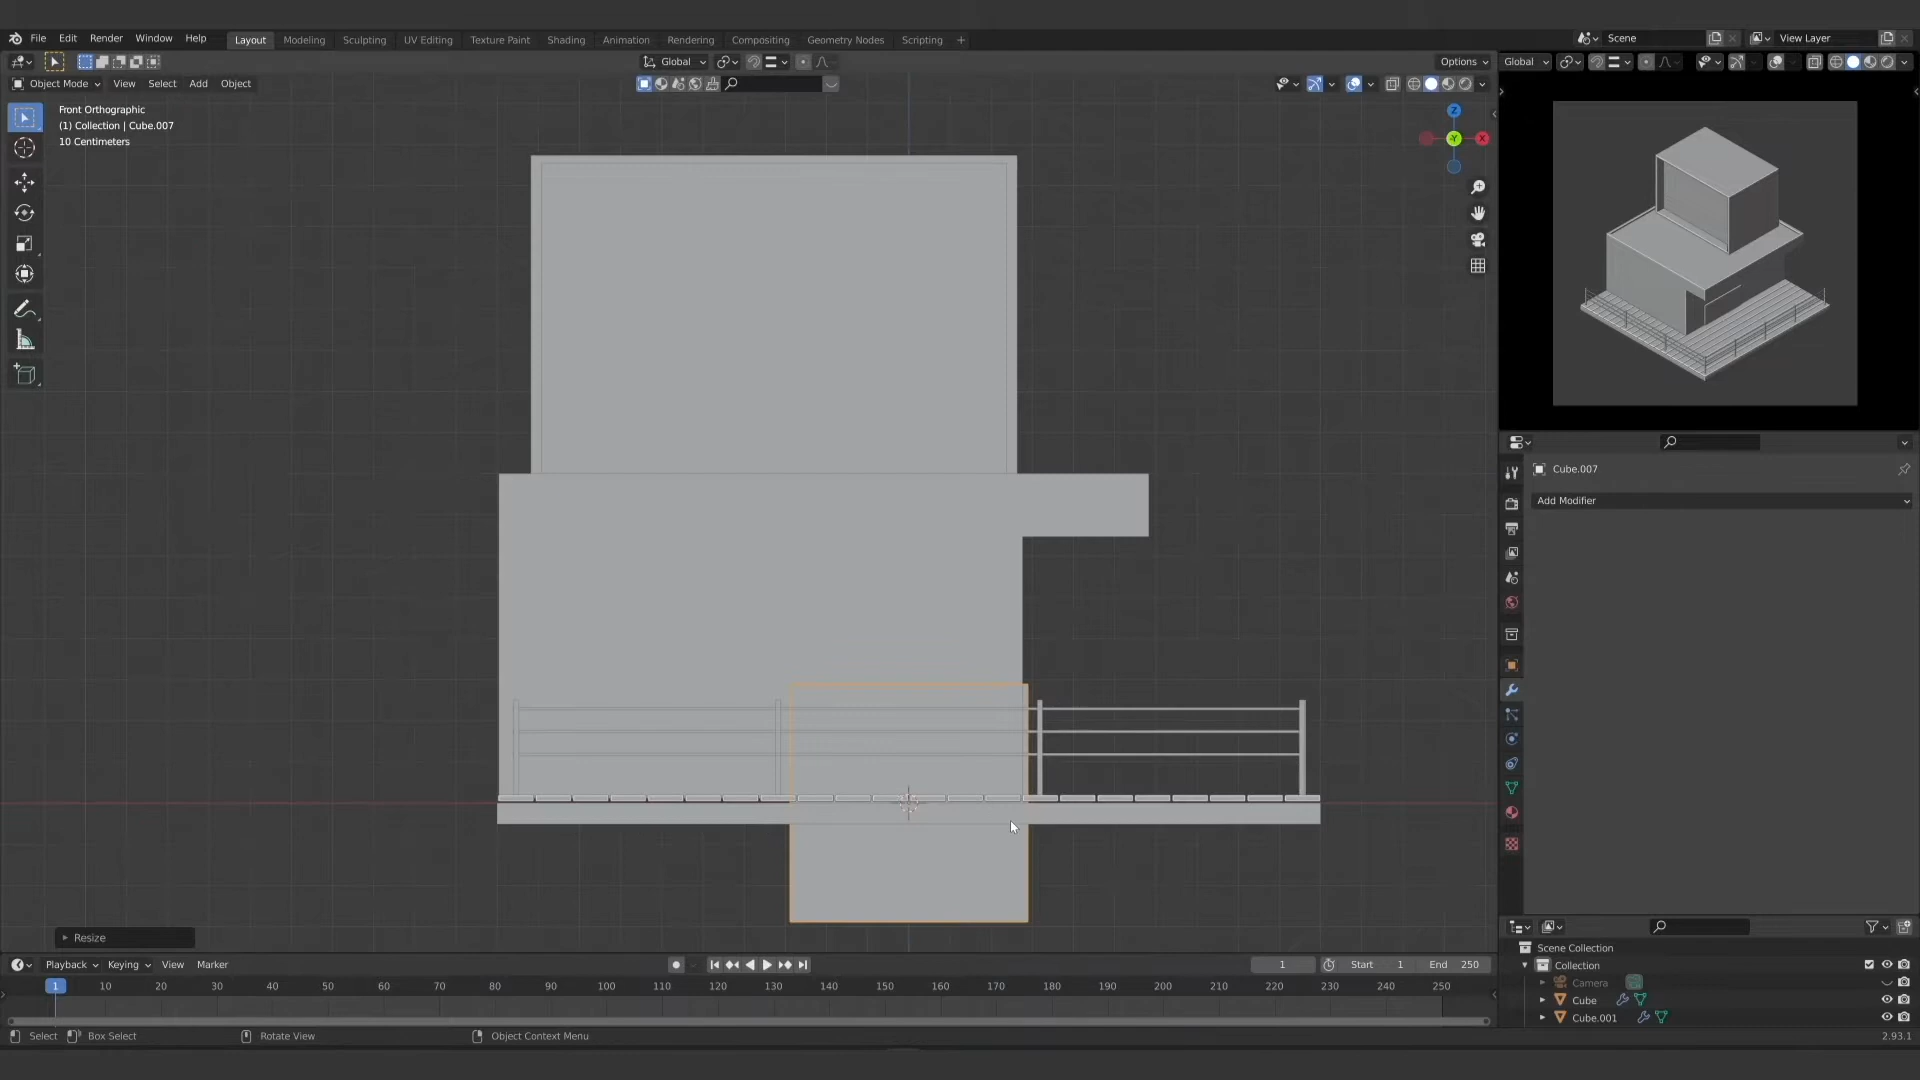 File Edit Render Window Help Layout Modeling Sculpting UV Editing Texture Paint Shading Animation Rendering Compositing Geometry Nodes Scripting + Scene View Layer
Global Options Global
Object Mode View Select Add Object
Front Orthographic
(1) Collection | Cube.007
10 Centimeters
Z
Y
X
Cube.007
Add Modifier
Resize
Scene Collection
Collection
Camera
Cube
Cube.001
Playback Keying View Marker 1 Start 1 End 250
1 10 20 30 40 50 60 70 80 90 100 110 120 130 140 150 160 170 180 190 200 210 220 230 240 250
Select Box Select Rotate View Object Context Menu 2.93.1